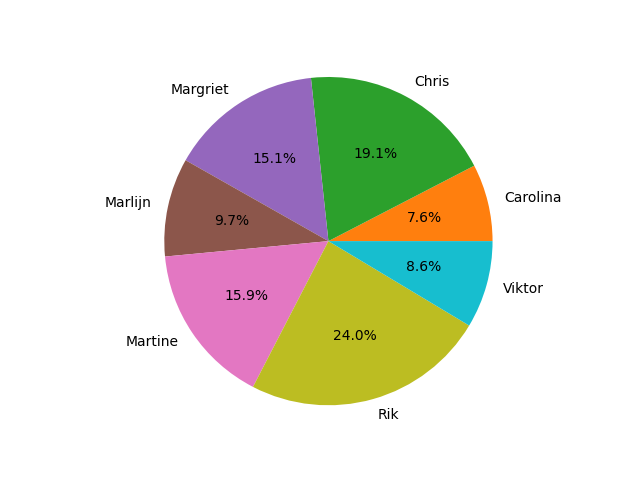 Chris
Margriet
19.1%
15.1%
Carolina
Marlijn
7.6%
9.7%
8.6%
Viktor
15.9%
24.0%
Martine
Rik